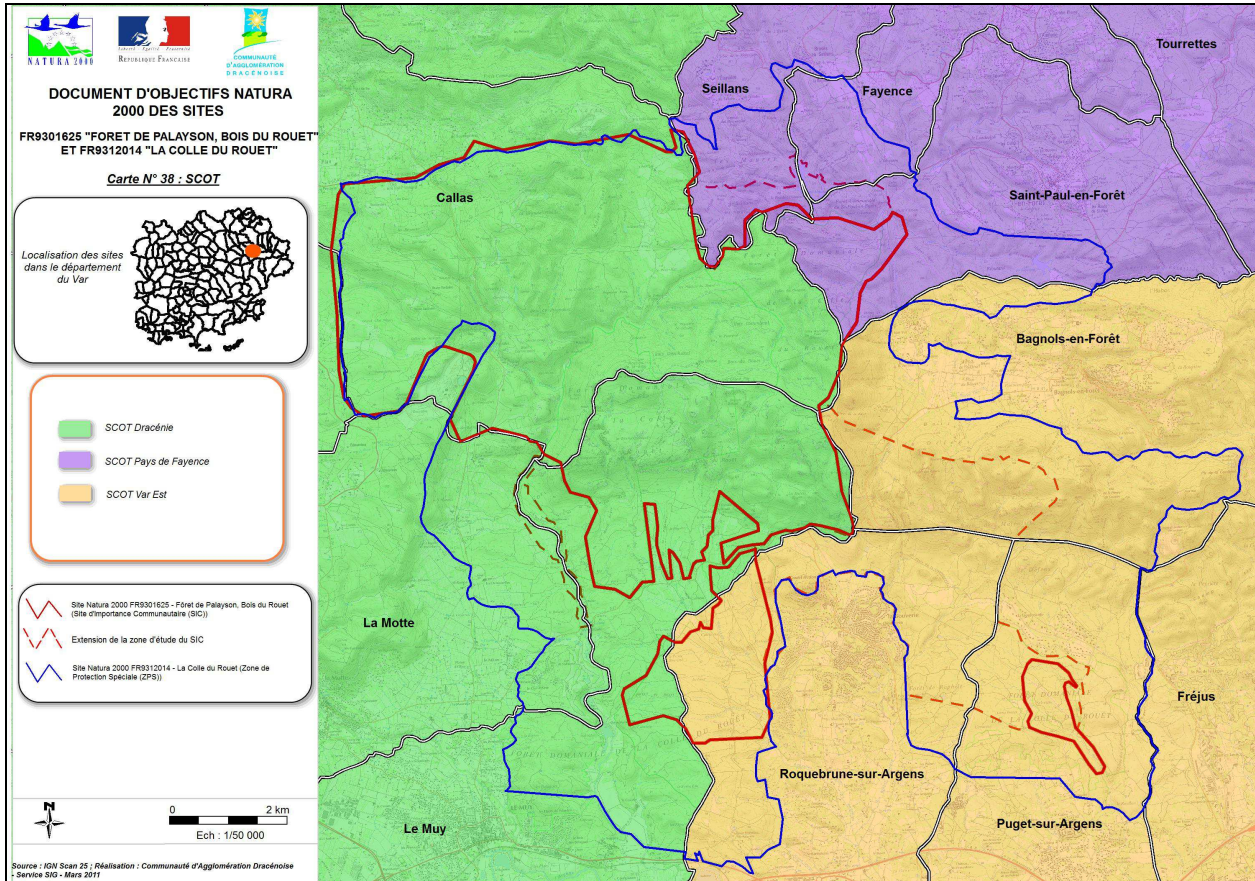 NATURA 2000
Liberté • Égalité • Fraternité
RÉPUBLIQUE FRANÇAISE
COMMUNAUTÉ
D'AGGLOMÉRATION
DRACÉNOISE
DOCUMENT D'OBJECTIFS NATURA
2000 DES SITES
FR9301625 "FORET DE PALAYSON, BOIS DU ROUET"
ET FR9312014 "LA COLLE DU ROUET"
Carte N° 38 : SCOT
Localisation des sites
dans le département
du Var
SCOT Dracénie
SCOT Pays de Fayence
SCOT Var Est
Site Natura 2000 FR9301625 - Fôret de Palayson, Bois du Rouet
(Site d'Importance Communautaire (SIC))
Extension de la zone d'étude du SIC
Site Natura 2000 FR9312014 - La Colle du Rouet (Zone de
Protection Spéciale (ZPS))
N
0 2 km
Ech : 1/50 000
Source : IGN Scan 25 ; Réalisation : Communauté d'Agglomération Dracénoise
- Service SIG - Mars 2011
Tourrettes
Seillans
Fayence
Callas
Saint-Paul-en-Forêt
Bagnols-en-Forêt
La Motte
Fréjus
Roquebrune-sur-Argens
Le Muy
Puget-sur-Argens